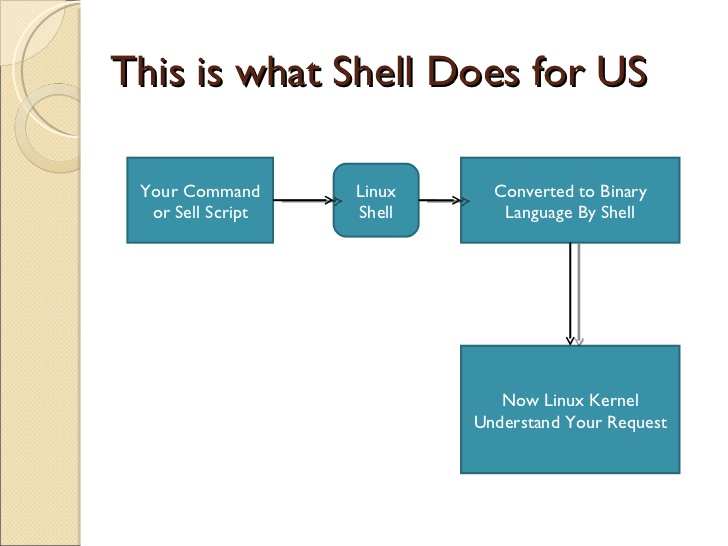 This is what Shell Does for US
Your Command
or Sell Script
Linux
Shell
Converted to Binary
Language By Shell
Now Linux Kernel
Understand Your Request